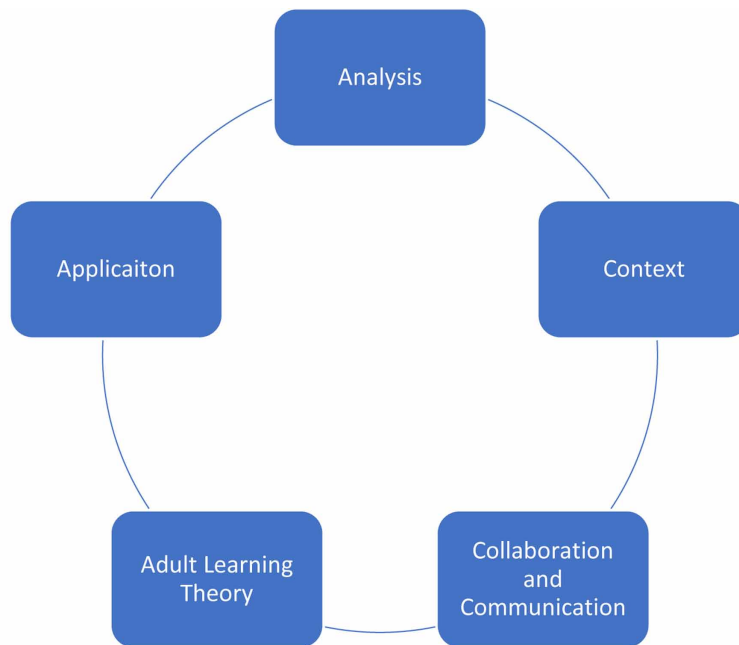 Analysis
Applicaiton
Context
Adult Learning
Theory
Collaboration
and
Communication